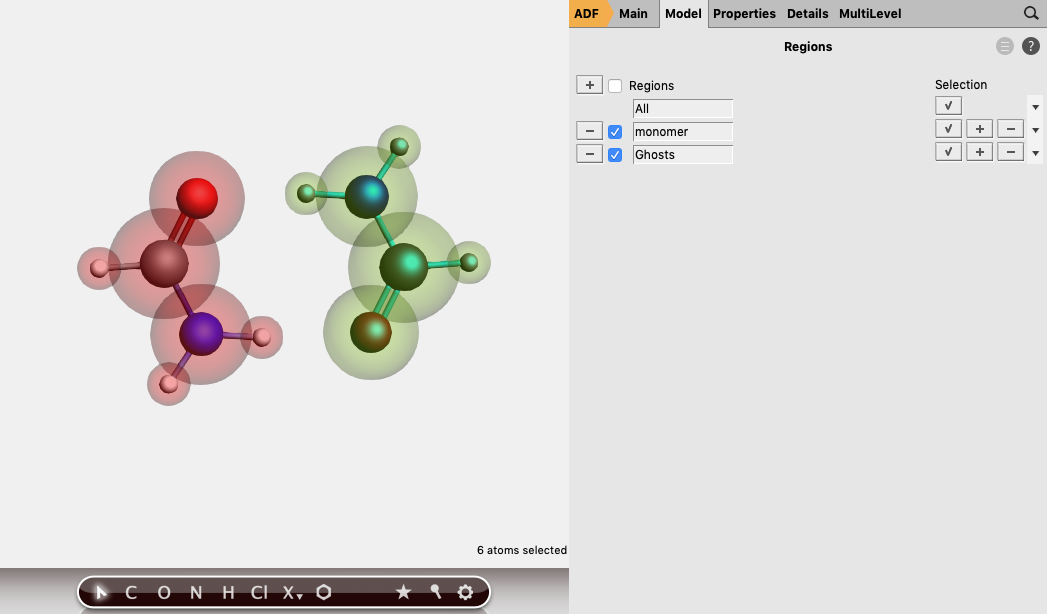 ADF Main Model Properties Details MultiLevel
Regions
?
+ Regions Selection
All √
− monomer √ + −
− Ghosts √ + −
6 atoms selected
C O N H Cl X